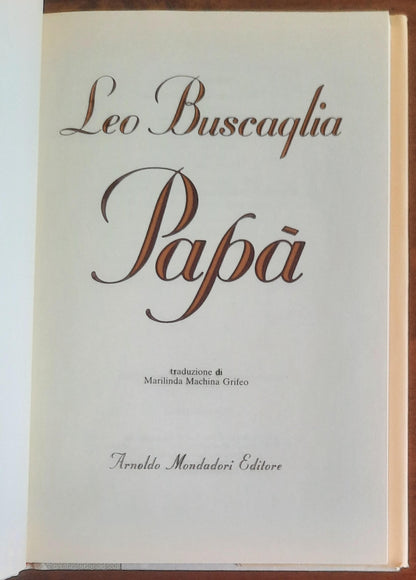 Leo Buscaglia
Papà
traduzione di
Marilinda Machina Grifeo
Arnoldo Mondadori Editore